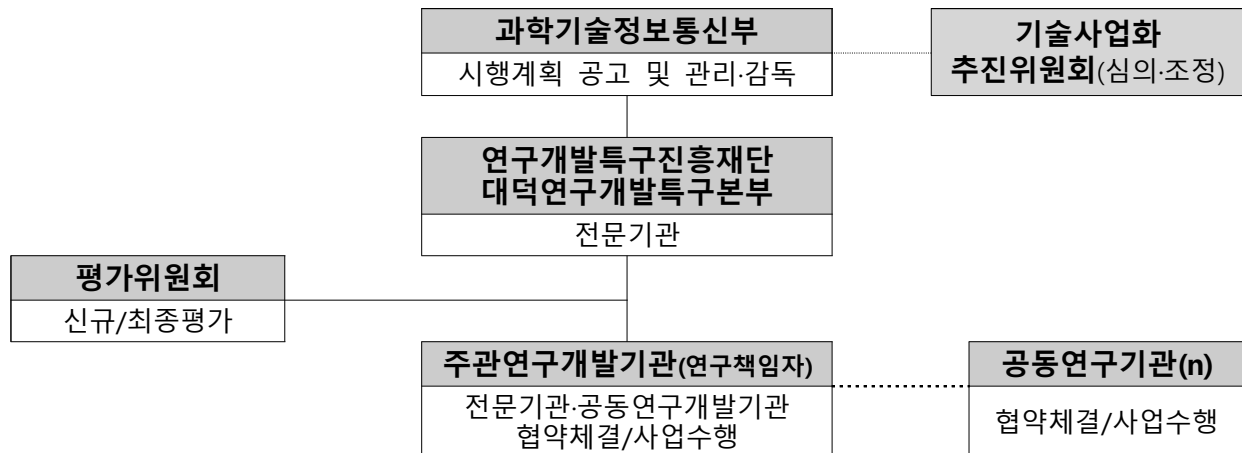 과학기술정보통신부
시행계획 공고 및 관리·감독
기술사업화
추진위원회(심의·조정)
연구개발특구진흥재단
대덕연구개발특구본부
전문기관
평가위원회
신규/최종평가
주관연구개발기관(연구책임자)
전문기관·공동연구개발기관
협약체결/사업수행
공동연구기관(n)
협약체결/사업수행